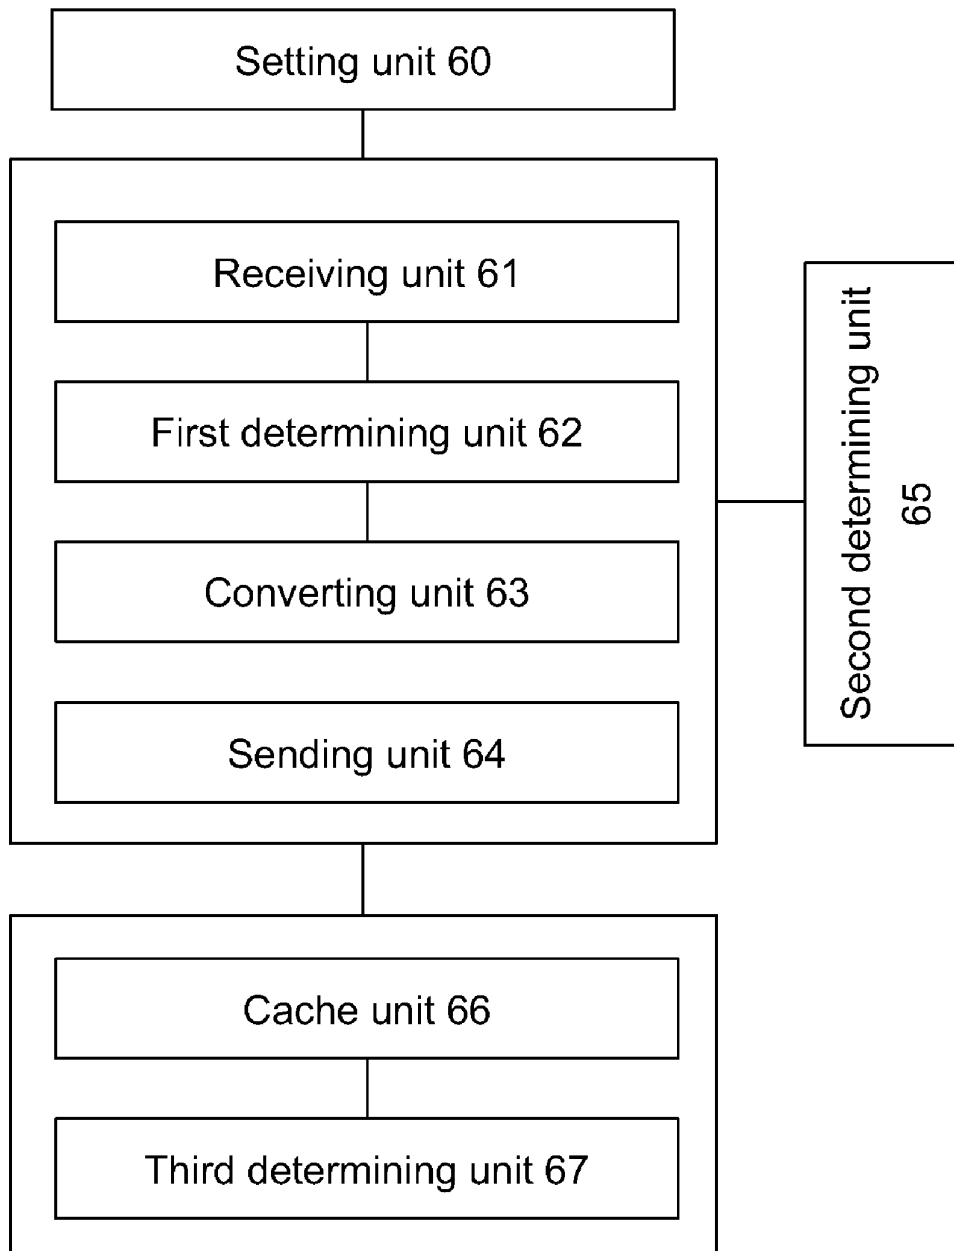 Setting unit 60
Receiving unit 61
First determining unit 62
Converting unit 63
Sending unit 64
Second determining unit
65
Cache unit 66
Third determining unit 67